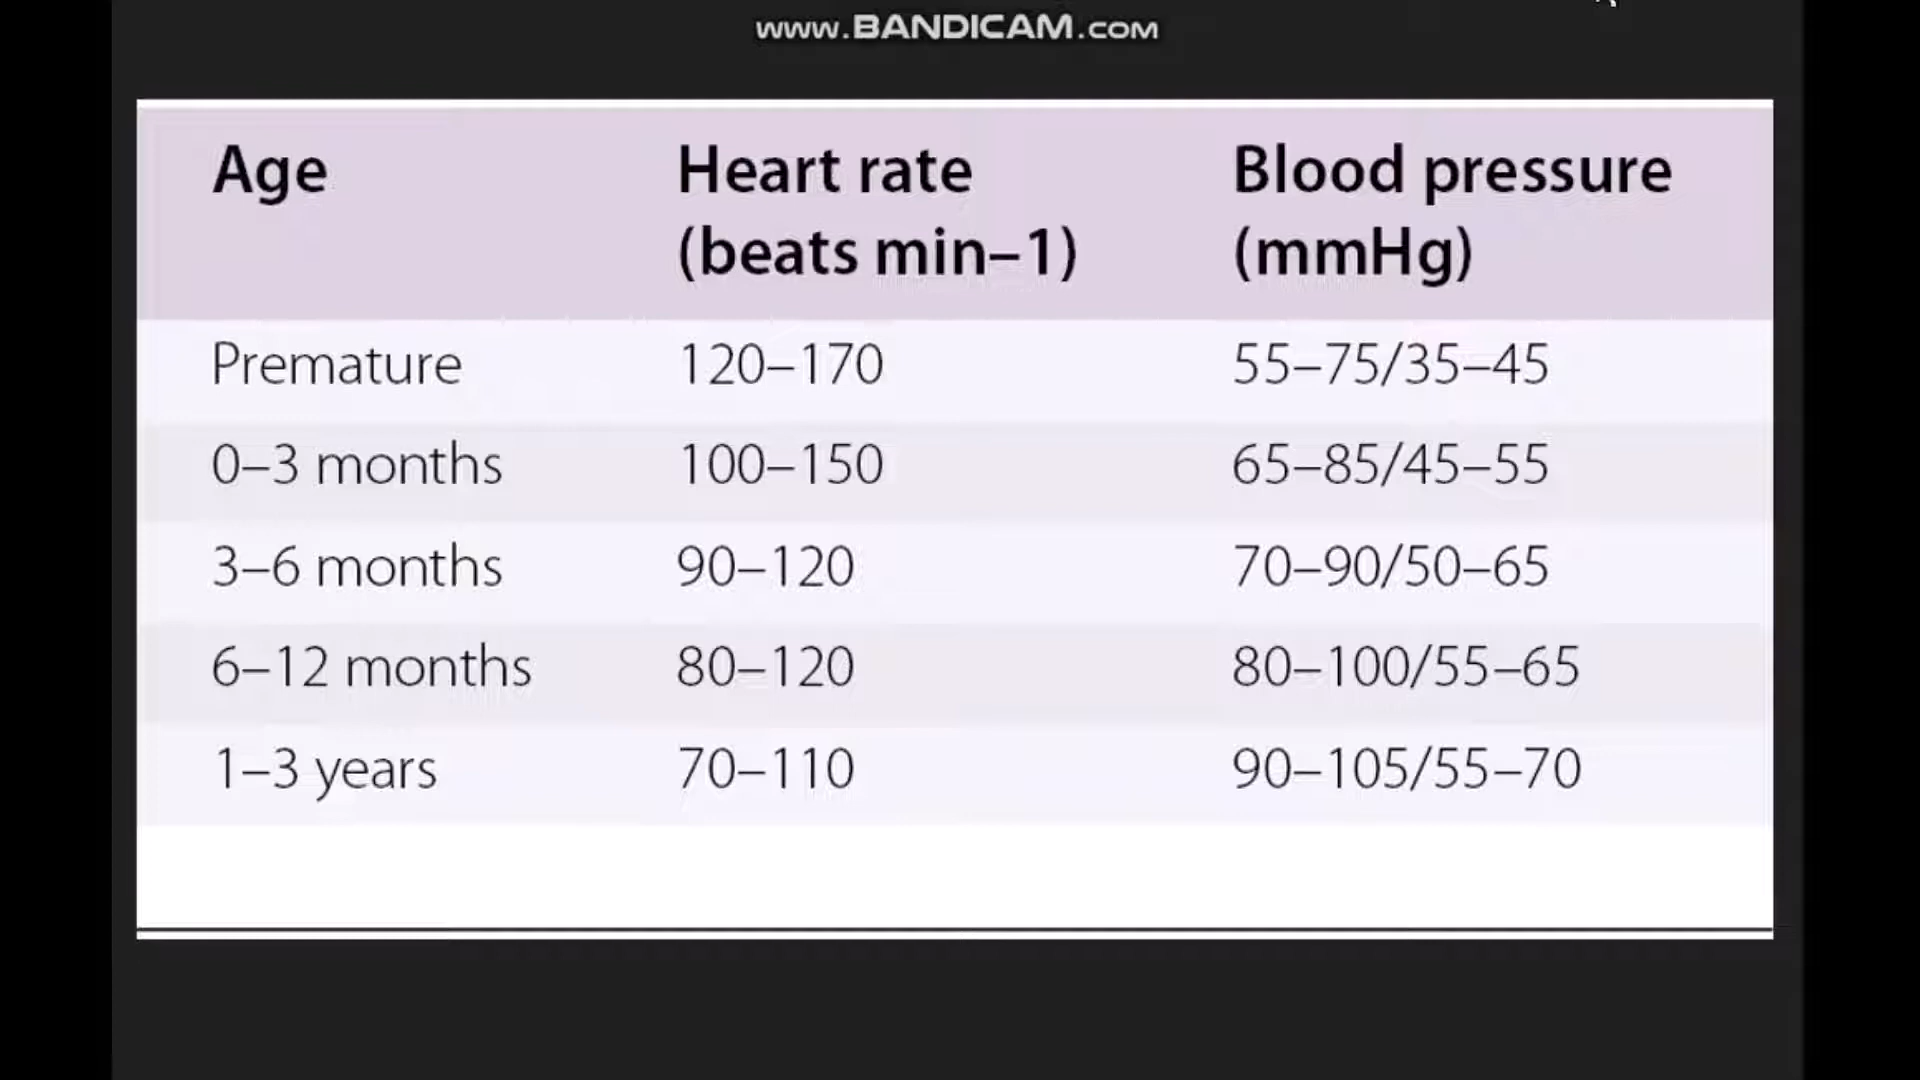 www.BANDICAM.com
Age Heart rate Blood pressure
(beats min–1) (mmHg)
Premature 120–170 55–75/35–45
0–3 months 100–150 65–85/45–55
3–6 months 90–120 70–90/50–65
6–12 months 80–120 80–100/55–65
1–3 years 70–110 90–105/55–70